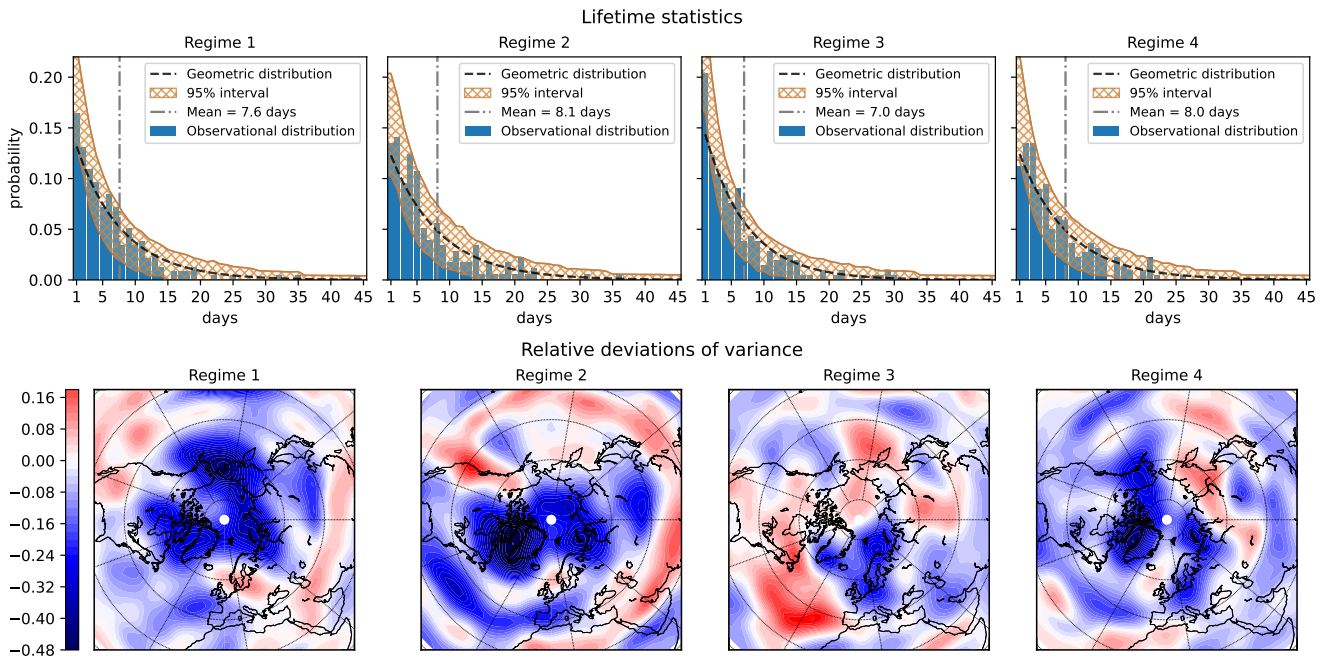 Lifetime statistics
Regime 1 Regime 2 Regime 3 Regime 4
Geometric distribution
95% interval
Mean = 7.6 days
Observational distribution
Geometric distribution
95% interval
Mean = 8.1 days
Observational distribution
Geometric distribution
95% interval
Mean = 7.0 days
Observational distribution
Geometric distribution
95% interval
Mean = 8.0 days
Observational distribution
probability
0.20
0.15
0.10
0.05
0.00
1 5 10 15 20 25 30 35 40 45
1 5 10 15 20 25 30 35 40 45
1 5 10 15 20 25 30 35 40 45
1 5 10 15 20 25 30 35 40 45
days days days days
Relative deviations of variance
Regime 1 Regime 2 Regime 3 Regime 4
0.16
0.08
0.00
−0.08
−0.16
−0.24
−0.32
−0.40
−0.48